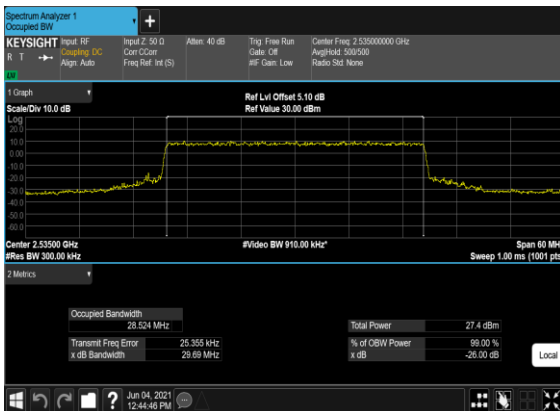 Spectrum Analyzer 1
Occupied BW
KEYSIGHT
R T
LV
Input: RF
Coupling: DC
Align: Auto
Input Z: 50 Ω
Corr CCorr
Freq Ref: Int (S)
Atten: 40 dB
Trig: Free Run
Gate: Off
#IF Gain: Low
Center Freq: 2.535000000 GHz
Avg|Hold: 500/500
Radio Std: None
1 Graph
Scale/Div 10.0 dB
Ref Lvl Offset 5.10 dB
Ref Value 30.00 dBm
Log
20.0
10.0
0.00
-10.0
-20.0
-30.0
-40.0
-50.0
-60.0
Center 2.53500 GHz
#Video BW 910.00 kHz*
Span 60 MH
#Res BW 300.00 kHz
Sweep 1.00 ms (1001 pts
2 Metrics
Occupied Bandwidth
28.524 MHz
Total Power 27.4 dBm
Transmit Freq Error 25.355 kHz
% of OBW Power 99.00 %
x dB Bandwidth 29.69 MHz
x dB -26.00 dB
Local
?
Jun 04, 2021
12:44:46 PM